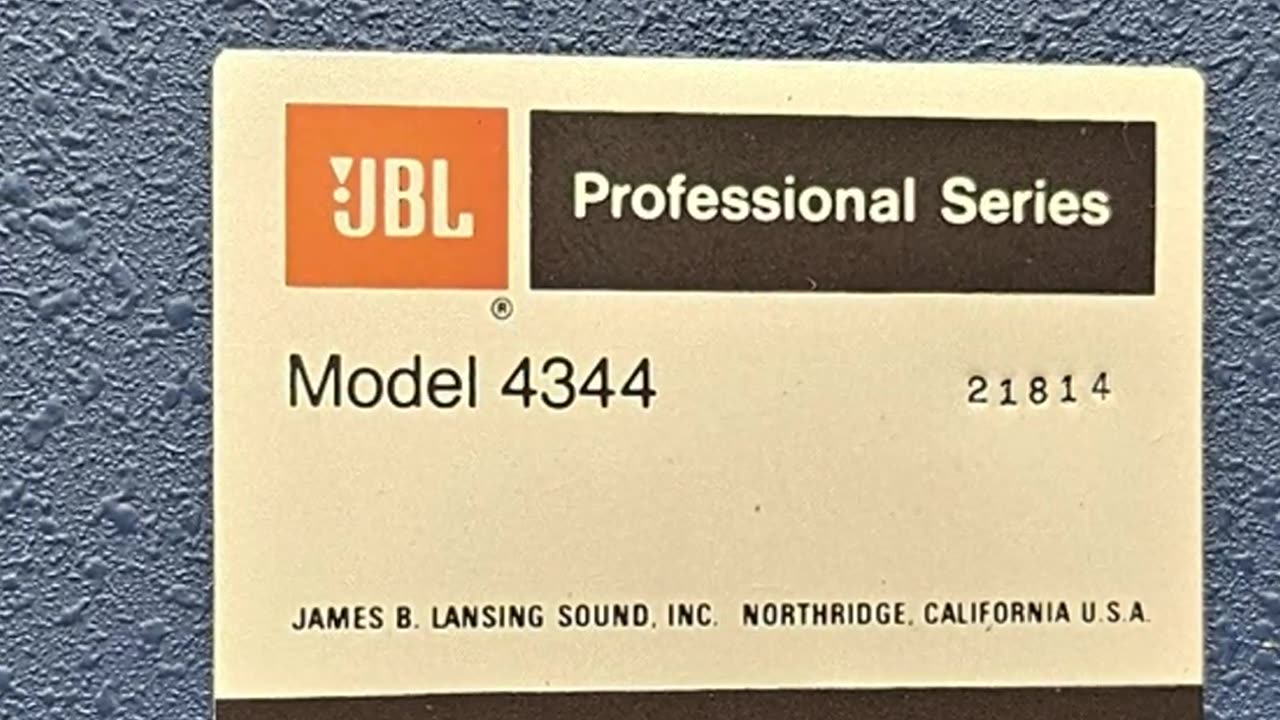 JBL Professional Series
®
Model 4344 21814
JAMES B. LANSING SOUND, INC. NORTHRIDGE, CALIFORNIA U.S.A.